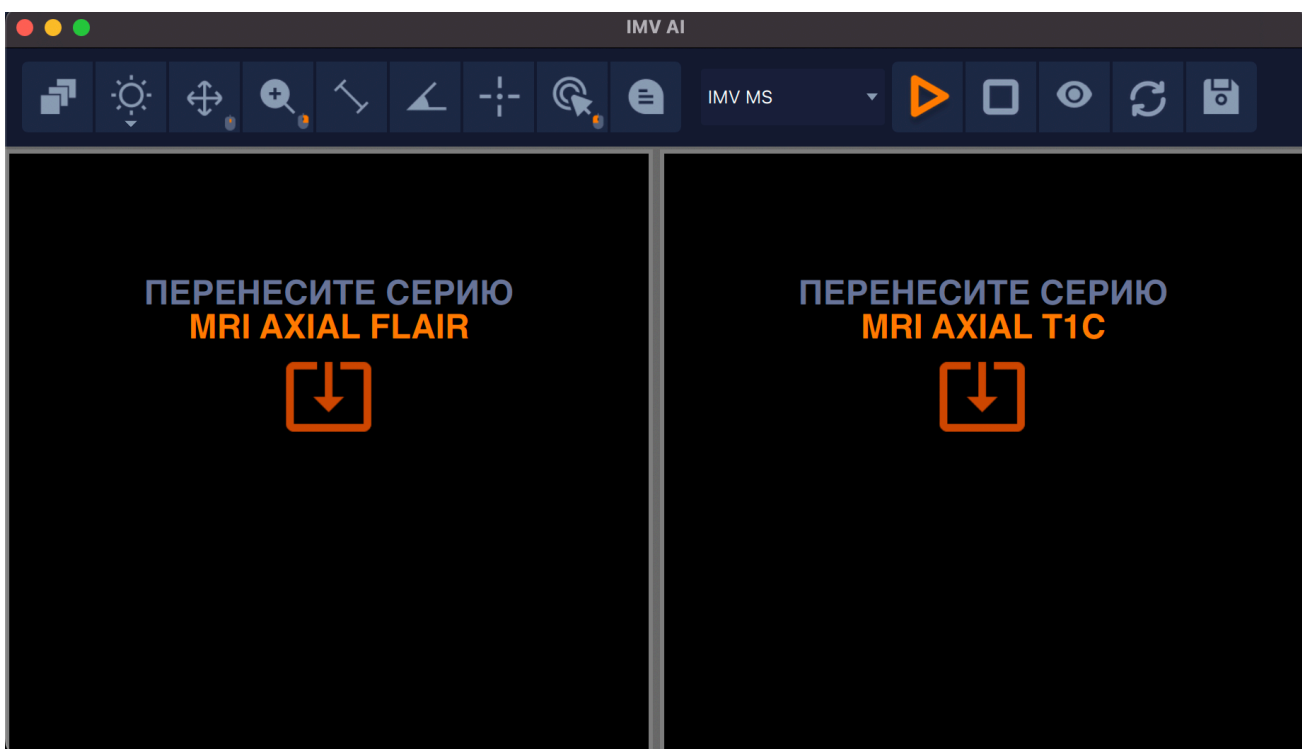 IMV AI
IMV MS
ПЕРЕНЕСИТЕ СЕРИЮ
MRI AXIAL FLAIR
ПЕРЕНЕСИТЕ СЕРИЮ
MRI AXIAL T1C